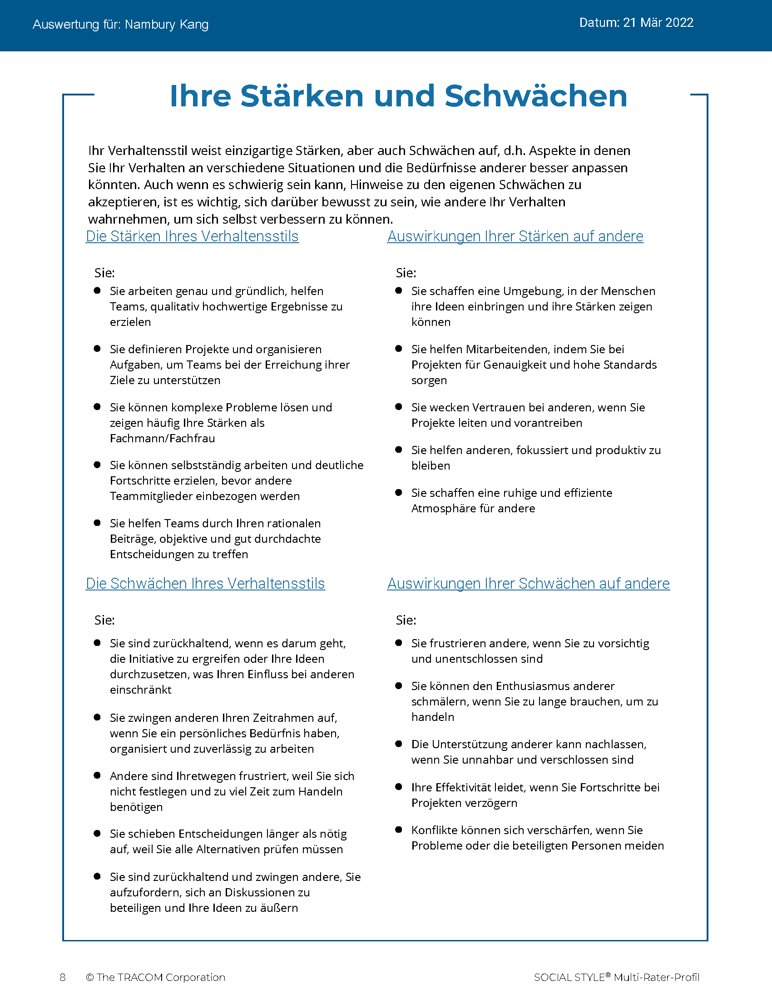 Auswertung für: Nambury Kang
Datum: 21 Mär 2022
Ihre Stärken und Schwächen
Ihr Verhaltensstil weist einzigartige Stärken, aber auch Schwächen auf, d.h. Aspekte in denen
Sie Ihr Verhalten an verschiedene Situationen und die Bedürfnisse anderer besser anpassen
könnten. Auch wenn es schwierig sein kann, Hinweise zu den eigenen Schwächen zu
akzeptieren, ist es wichtig, sich darüber bewusst zu sein, wie andere Ihr Verhalten
wahrnehmen, um sich selbst verbessern zu können.
Die Stärken Ihres Verhaltensstils
Sie:
● Sie arbeiten genau und gründlich, helfen
Teams, qualitativ hochwertige Ergebnisse zu
erzielen
● Sie definieren Projekte und organisieren
Aufgaben, um Teams bei der Erreichung ihrer
Ziele zu unterstützen
● Sie können komplexe Probleme lösen und
zeigen häufig Ihre Stärken als
Fachmann/Fachfrau
● Sie können selbstständig arbeiten und deutliche
Fortschritte erzielen, bevor andere
Teammitglieder einbezogen werden
● Sie helfen Teams durch Ihren rationalen
Beiträge, objektive und gut durchdachte
Entscheidungen zu treffen
Auswirkungen Ihrer Stärken auf andere
Sie:
● Sie schaffen eine Umgebung, in der Menschen
ihre Ideen einbringen und ihre Stärken zeigen
können
● Sie helfen Mitarbeitenden, indem Sie bei
Projekten für Genauigkeit und hohe Standards
sorgen
● Sie wecken Vertrauen bei anderen, wenn Sie
Projekte leiten und vorantreiben
● Sie helfen anderen, fokussiert und produktiv zu
bleiben
● Sie schaffen eine ruhige und effiziente
Atmosphäre für andere
Die Schwächen Ihres Verhaltensstils
Sie:
● Sie sind zurückhaltend, wenn es darum geht,
die Initiative zu ergreifen oder Ihre Ideen
durchzusetzen, was Ihren Einfluss bei anderen
einschränkt
● Sie zwingen anderen Ihren Zeitrahmen auf,
wenn Sie ein persönliches Bedürfnis haben,
organisiert und zuverlässig zu arbeiten
● Andere sind Ihretwegen frustriert, weil Sie sich
nicht festlegen und zu viel Zeit zum Handeln
benötigen
● Sie schieben Entscheidungen länger als nötig
auf, weil Sie alle Alternativen prüfen müssen
● Sie sind zurückhaltend und zwingen andere, Sie
aufzufordern, sich an Diskussionen zu
beteiligen und Ihre Ideen zu äußern
Auswirkungen Ihrer Schwächen auf andere
Sie:
● Sie frustrieren andere, wenn Sie zu vorsichtig
und unentschlossen sind
● Sie können den Enthusiasmus anderer
schmälern, wenn Sie zu lange brauchen, um zu
handeln
● Die Unterstützung anderer kann nachlassen,
wenn Sie unnahbar und verschlossen sind
● Ihre Effektivität leidet, wenn Sie Fortschritte bei
Projekten verzögern
● Konflikte können sich verschärfen, wenn Sie
Probleme oder die beteiligten Personen meiden
8 © The TRACOM Corporation
SOCIAL STYLE® Multi-Rater-Profil